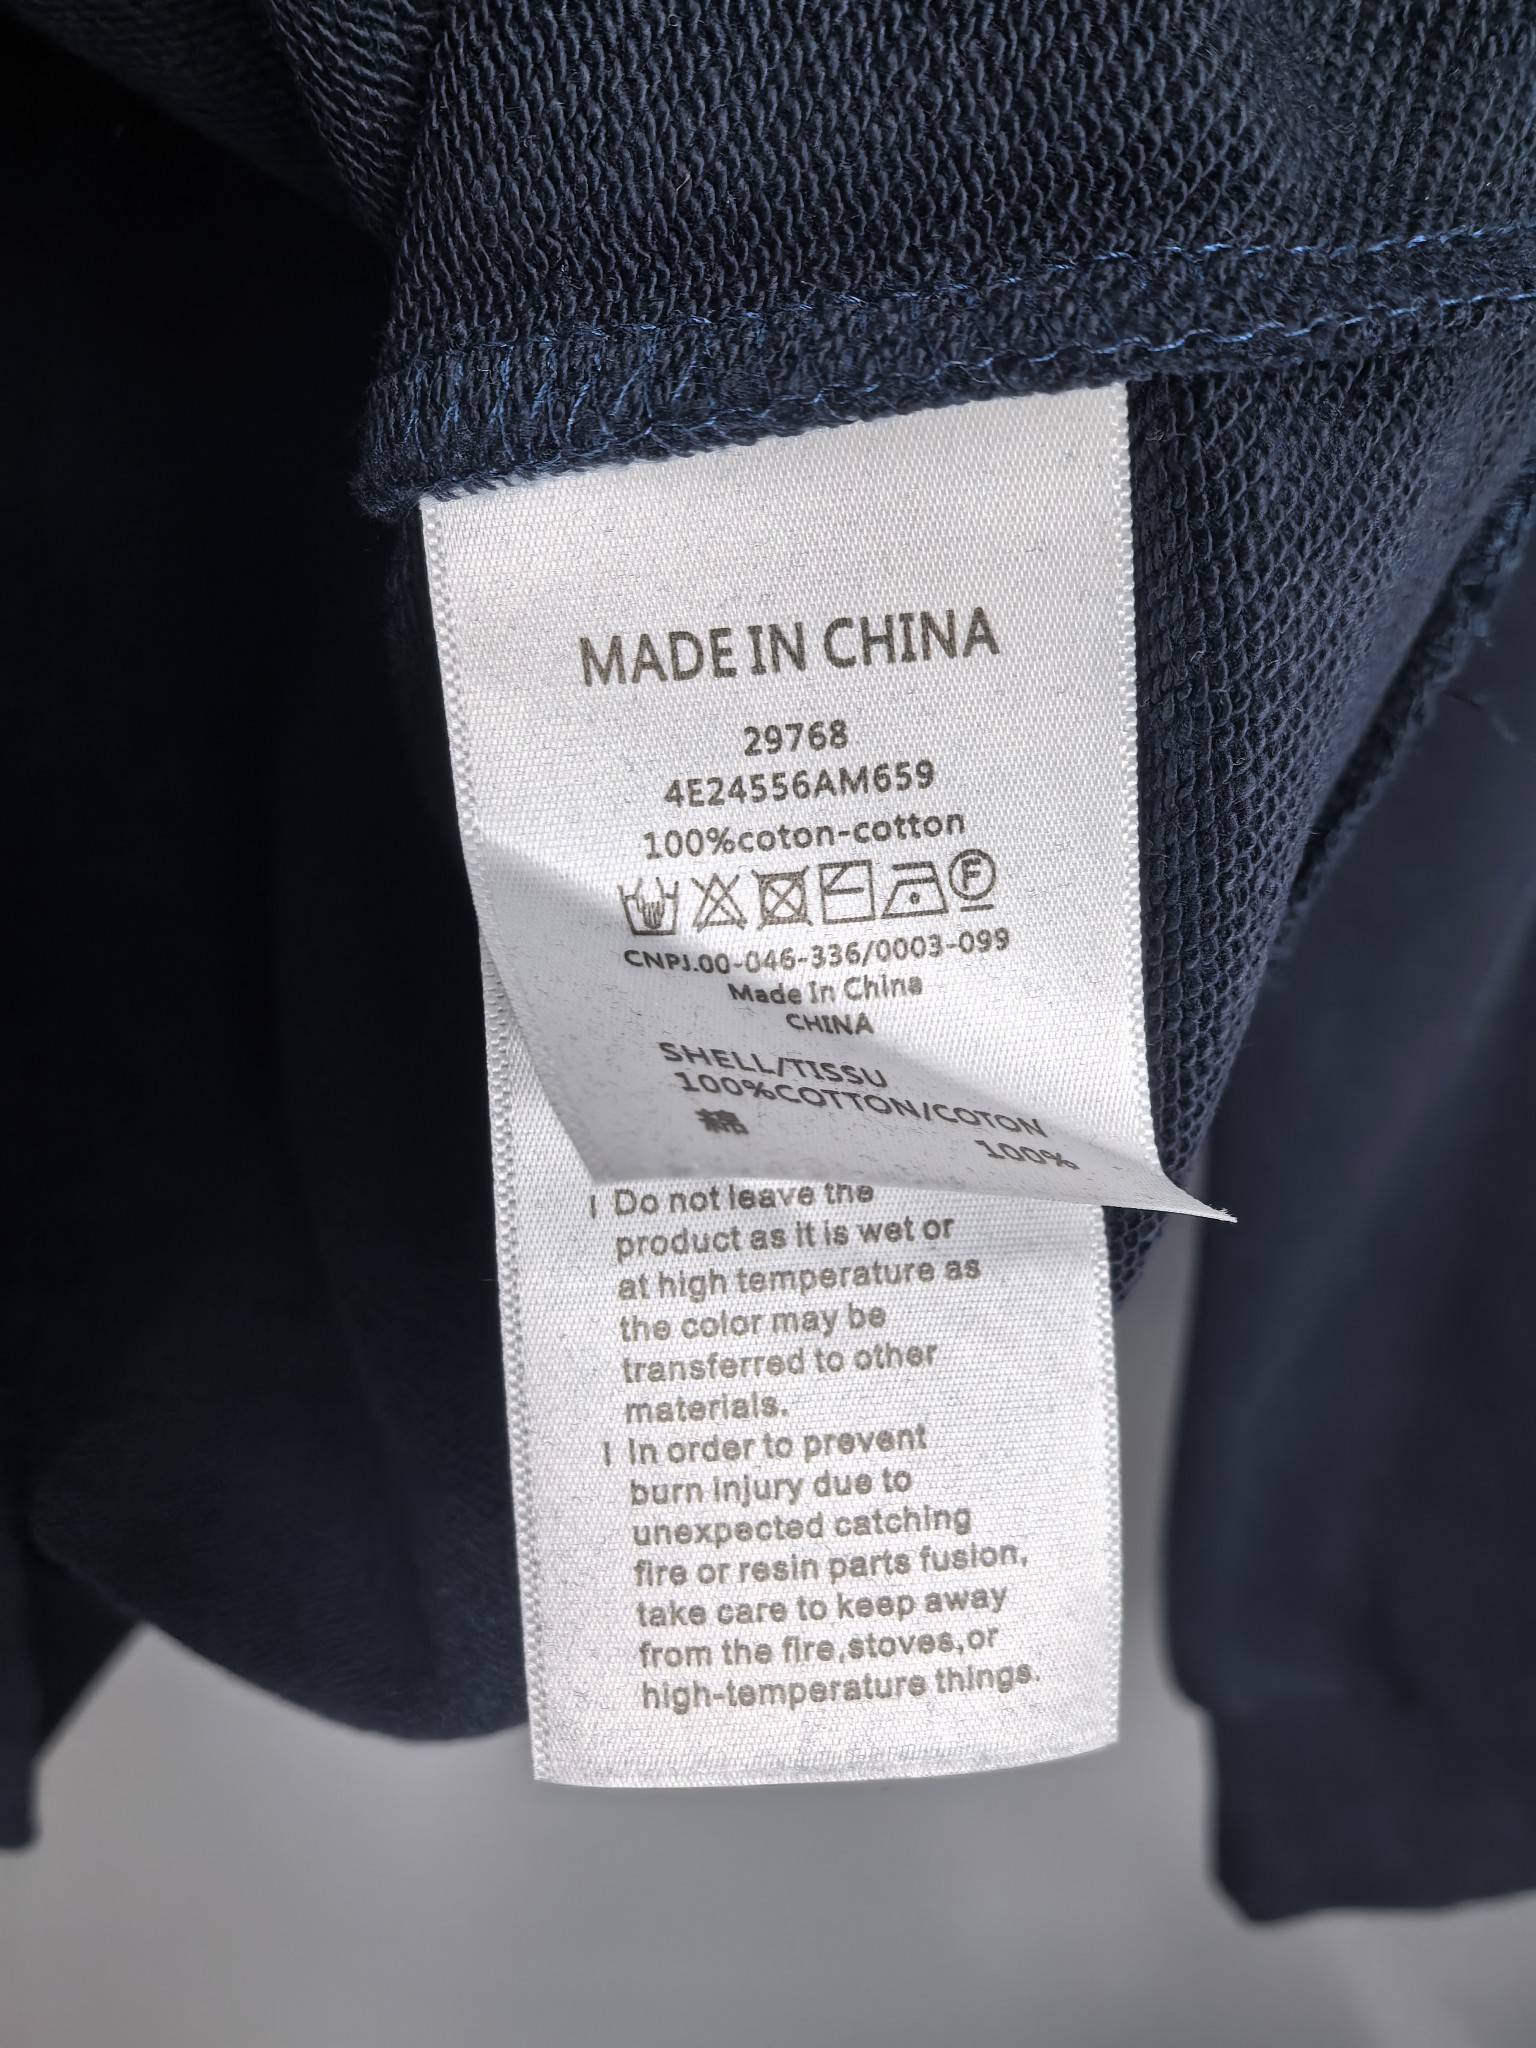 MADE IN CHINA
29768
4E24556AM659
100%coton-cotton
F
CNPJ.00-046-336/0003-099
Made In China
CHINA
SHELL/TISSU
100%COTTON/COTON
綿 100%
Do not leave the
product as it is wet or
at high temperature as
the color may be
transferred to other
materials.
In order to prevent
burn injury due to
unexpected catching
fire or resin parts fusion,
take care to keep away
from the fire,stoves,or
high-temperature things.